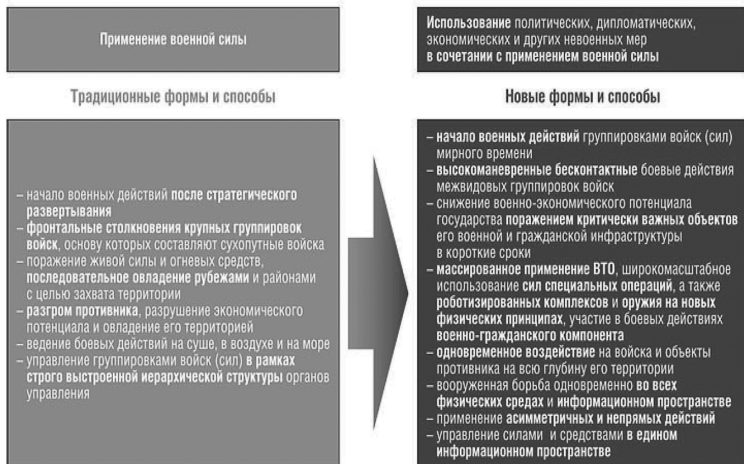 Применение военной силы
Использование политических, дипломатических,
экономических и других невоенных мер
в сочетании с применением военной силы
Традиционные формы и способы
– начало военных действий после стратегического
развертывания
– фронтальные столкновения крупных группировок
войск, основу которых составляют сухопутные войска
– поражение живой силы и огневых средств,
последовательное овладение рубежами и районами
с целью захвата территории
– разгром противника, разрушение экономического
потенциала и овладение его территорией
– ведение боевых действий на суше, в воздухе и на море
– управление группировками войск (сил) в рамках
строго выстроенной иерархической структуры органов
управления
Новые формы и способы
– начало военных действий группировками войск (сил)
мирного времени
– высокоманевренные бесконтактные боевые действия
межвидовых группировок войск
– снижение военно-экономического потенциала
государства поражением критически важных объектов
его военной и гражданской инфраструктуры
в короткие сроки
– массированное применение ВТО, широкомасштабное
использование сил специальных операций, а также
роботизированных комплексов и оружия на новых
физических принципах, участие в боевых действиях
военно-гражданского компонента
– одновременное воздействие на войска и объекты
противника на всю глубину его территории
– вооруженная борьба одновременно во всех
физических средах и информационном пространстве
– применение асимметричных и непрямых действий
– управление силами и средствами в едином
информационном пространстве